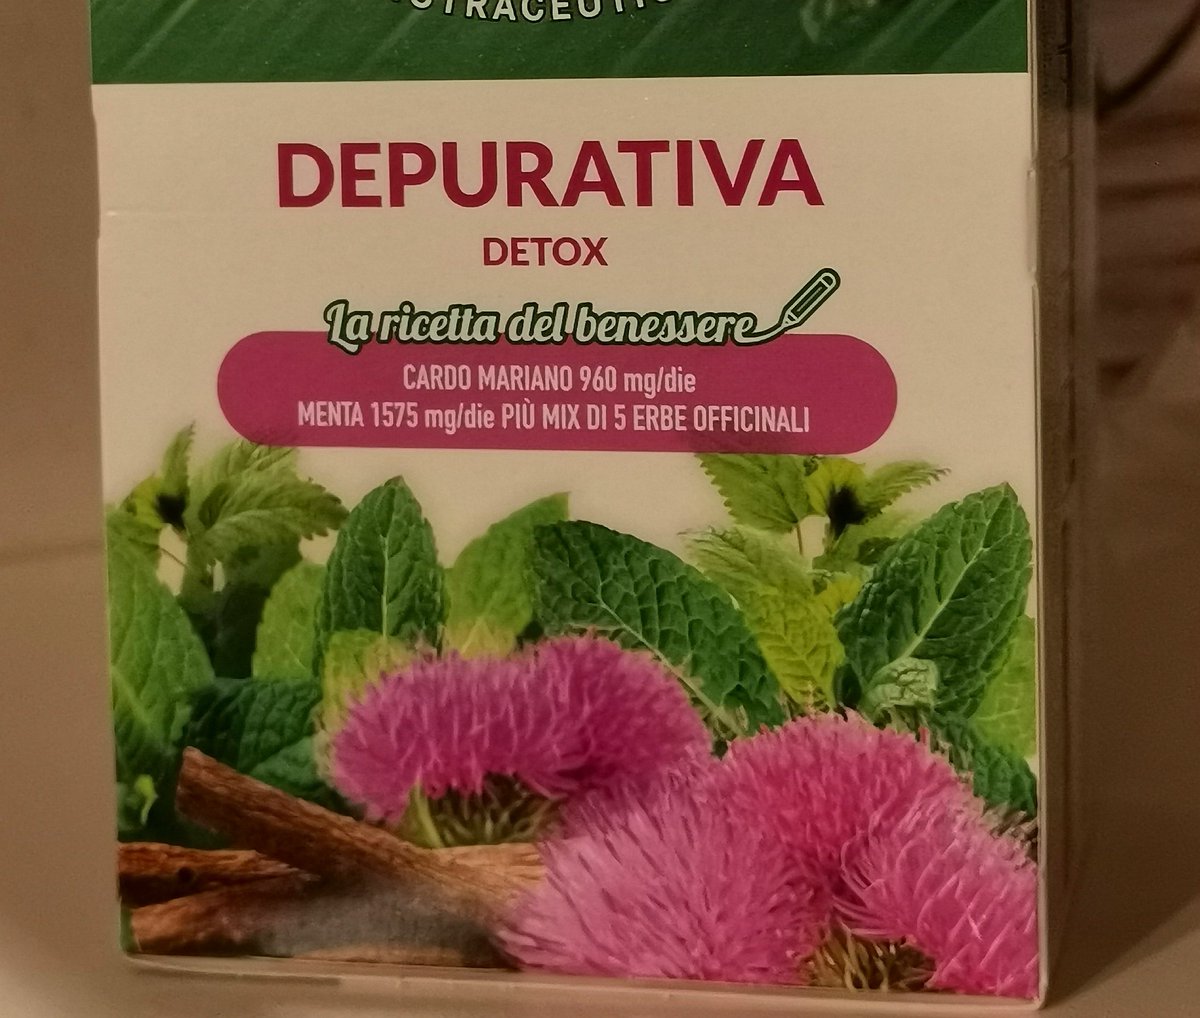 DEPURATIVA
DETOX
La ricetta del benessere
CARDO MARIANO 960 mg/die
MENTA 1575 mg/die PIÙ MIX DI 5 ERBE OFFICINALI